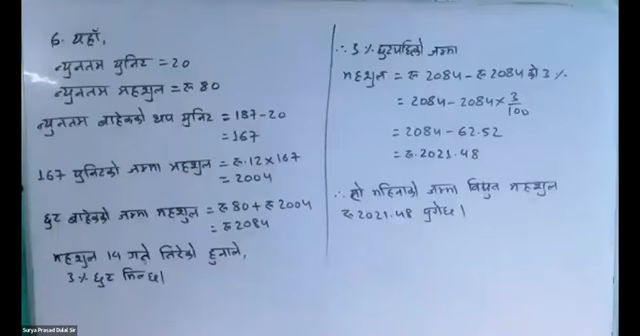 6. यहाँ,
न्युनतम युनिट = 20
न्युनतम महशुल = रु 80
न्युनतम बाहेकको थप युनिट = 187-20
= 167
167 युनिटको जम्मा महशुल = रु. 12 × 167
= 2004
छुट बाहेकको जम्मा महशुल = रु 80 + रु 2004
= रु 2084
महशुल 14 गते तिरेको हुनाले,
3% छुट मिल्छ।
∴ 3% छुटपछिको जम्मा
महशुल = रु 2084 - रु 2084 को 3%
= 2084 - 2084 × 3/100
= 2084 - 62.52
= रु. 2021.48
∴ सो महिनाको जम्मा विधुत महशुल
रु 2021.48 पुगेछ।
Surya Prasad Dulal Sir